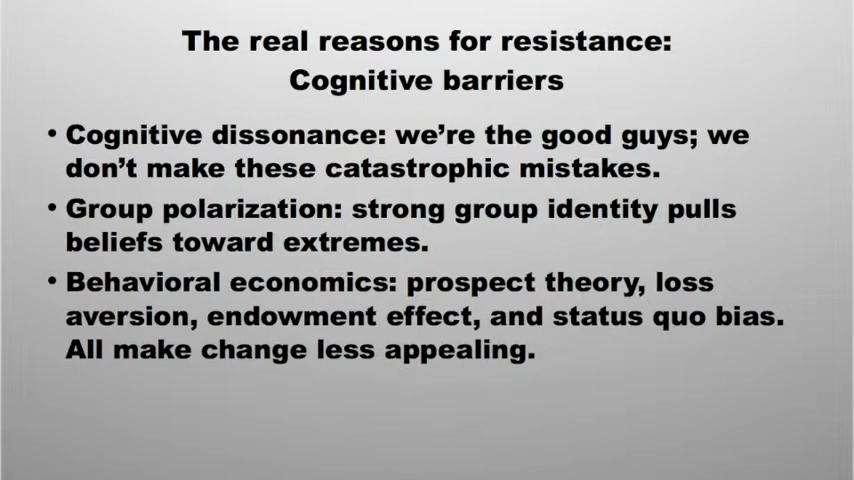 The real reasons for resistance:
Cognitive barriers
• Cognitive dissonance: we’re the good guys; we
don’t make these catastrophic mistakes.
• Group polarization: strong group identity pulls
beliefs toward extremes.
• Behavioral economics: prospect theory, loss
aversion, endowment effect, and status quo bias.
All make change less appealing.